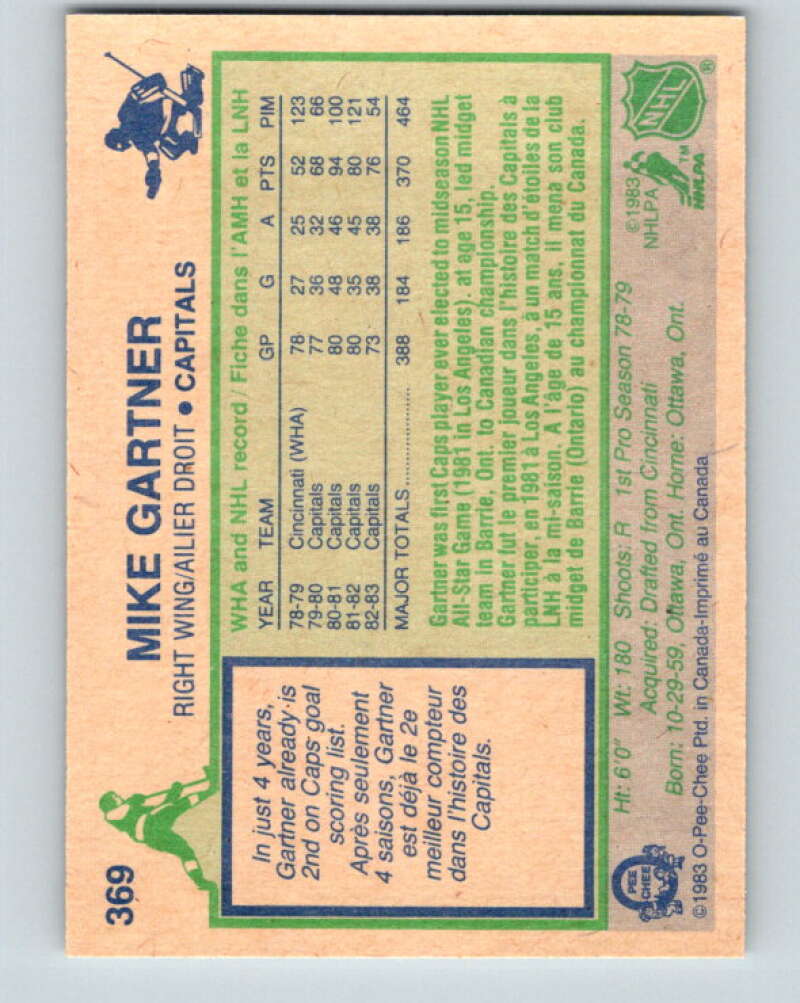 369
MIKE GARTNER
RIGHT WING/AILIER DROIT • CAPITALS
In just 4 years,
Gartner already is
2nd on Caps goal
scoring list.
Après seulement
4 saisons, Gartner
est déjà le 2e
meilleur compteur
dans l'histoire des
Capitals.
WHA and NHL record / Fiche dans l'AMH et la LNH
YEAR TEAM GP G A PTS PIM
78-79 Cincinnati (WHA) 78 27 25 52 123
79-80 Capitals 77 36 32 68 66
80-81 Capitals 80 48 46 94 100
81-82 Capitals 80 35 45 80 121
82-83 Capitals 73 38 38 76 54
MAJOR TOTALS .................... 388 184 186 370 464
Gartner was first Caps player ever elected to midseason NHL
All-Star Game (1981 in Los Angeles). at ege 15, led midget
team in Barrie, Ont. to Canadian championship.
Gartner fut le premier joueur dans l'histoire des Capitals à
participer, en 1981 à Los Angeles, à un match d'étoiles de la
LNH à la mi-saison. A l'âge de 15 ans, il mena son club
midget de Barrie (Ontario) au championnat du Canada.
Ht: 6'0" Wt: 180 Shoots: R 1st Pro Season 78-79
Acquired: Drafted from Cincinnati
Born: 10-29-59, Ottawa, Ont. Home: Ottawa, Ont.
©1983 O-Pee-Chee Ptd. in Canada-Imprimé au Canada
O
PEE
CHEE
©1983
NHLPA
NHL
®
TM
NHLPA